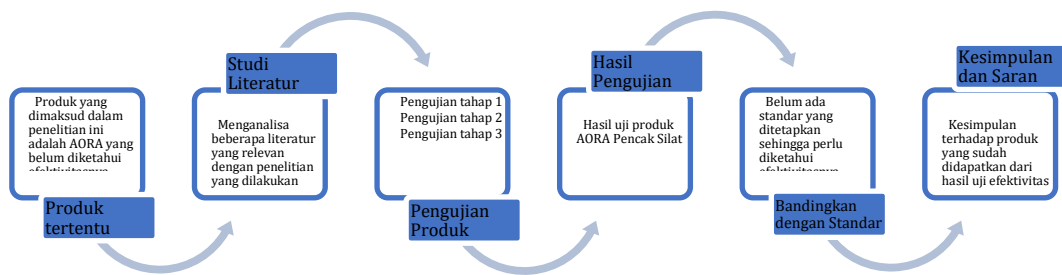 Produk yang
dimaksud dalam
penelitian ini
adalah AORA yang
belum diketahui
Produk
tertentu
Studi
Literatur
Menganalisa
beberapa literatur
yang relevan
dengan penelitian
yang dilakukan
Pengujian tahap 1
Pengujian tahap 2
Pengujian tahap 3
Pengujian
Produk
Hasil
Pengujian
Hasil uji produk
AORA Pencak Silat
Belum ada
standar yang
ditetapkan
sehingga perlu
diketahui
Bandingkan
dengan Standar
Kesimpulan
dan Saran
Kesimpulan
terhadap produk
yang sudah
didapatkan dari
hasil uji efektivitas